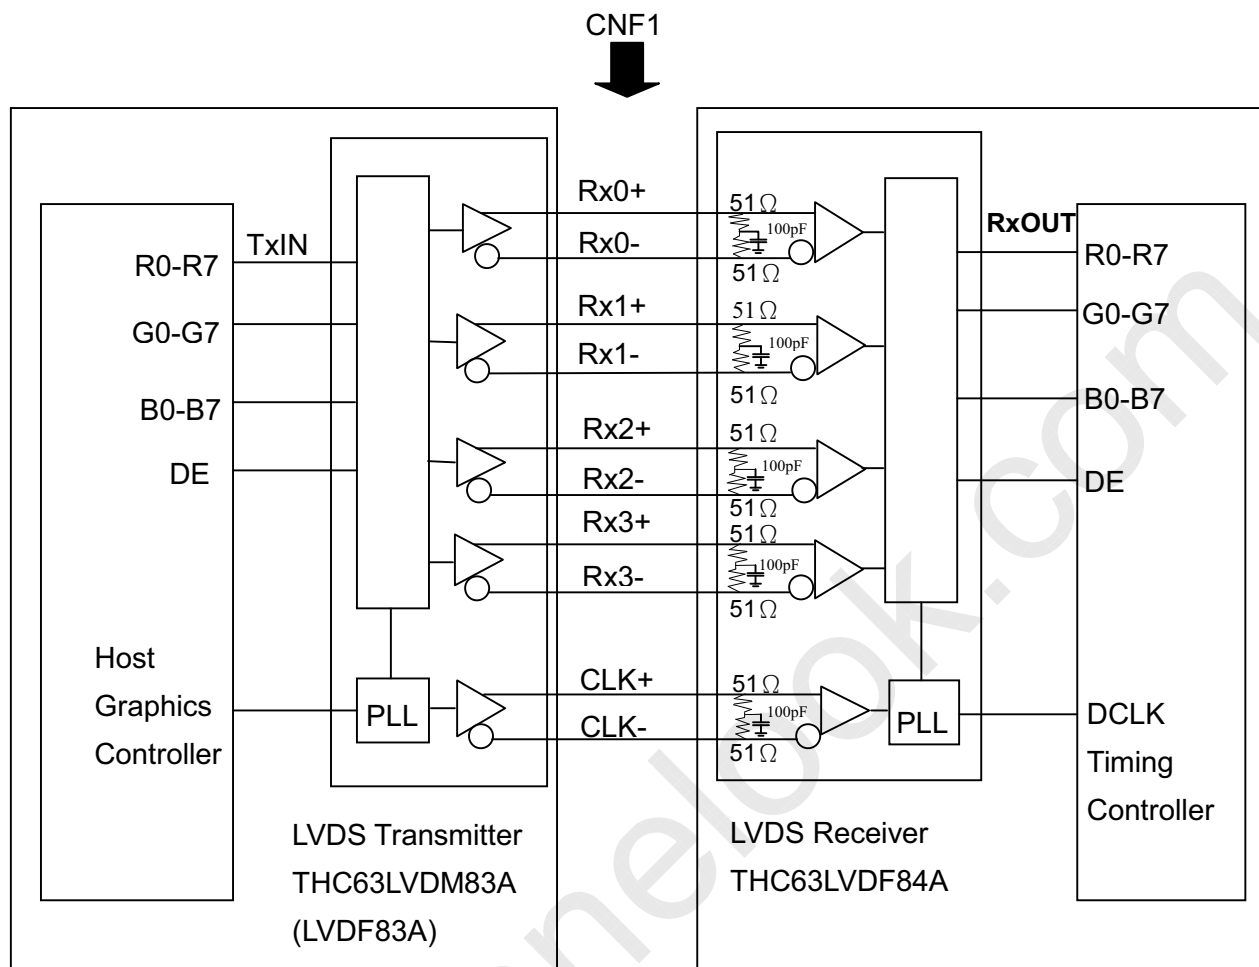 CNF1
Host
Graphics
Controller
R0-R7
G0-G7
B0-B7
DE
TxIN
PLL
LVDS Transmitter
THC63LVDM83A
(LVDF83A)
Rx0+
Rx0-
Rx1+
Rx1-
Rx2+
Rx2-
Rx3+
Rx3-
CLK+
CLK-
51Ω
100pF
51Ω
51Ω
100pF
51Ω
51Ω
100pF
51Ω
51Ω
100pF
51Ω
51Ω
100pF
51Ω
PLL
LVDS Receiver
THC63LVDF84A
RxOUT
R0-R7
G0-G7
B0-B7
DE
DCLK
Timing
Controller
nelook.com